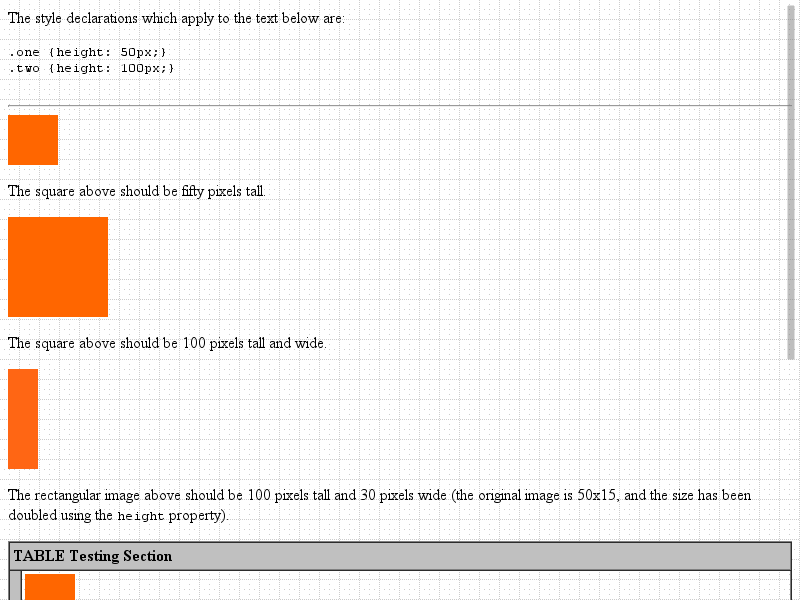 The style declarations which apply to the text below are:
.one {height: 50px;}
.two {height: 100px;}
The square above should be fifty pixels tall.
The square above should be 100 pixels tall and wide.
The rectangular image above should be 100 pixels tall and 30 pixels wide (the original image is 50x15, and the size has been
doubled using the height property).
TABLE Testing Section